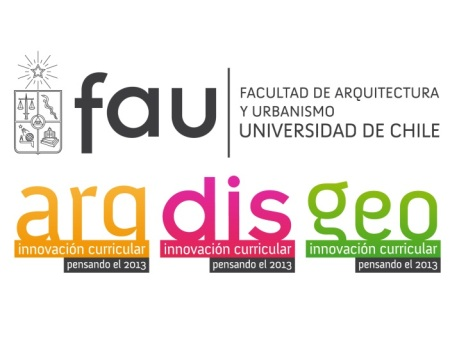 fau
FACULTAD DE ARQUITECTURA
Y URBANISMO
UNIVERSIDAD DE CHILE
arq
innovación curricular
pensando el 2013
dis
innovación curricular
pensando el 2013
geo
innovación curricular
pensando el 2013